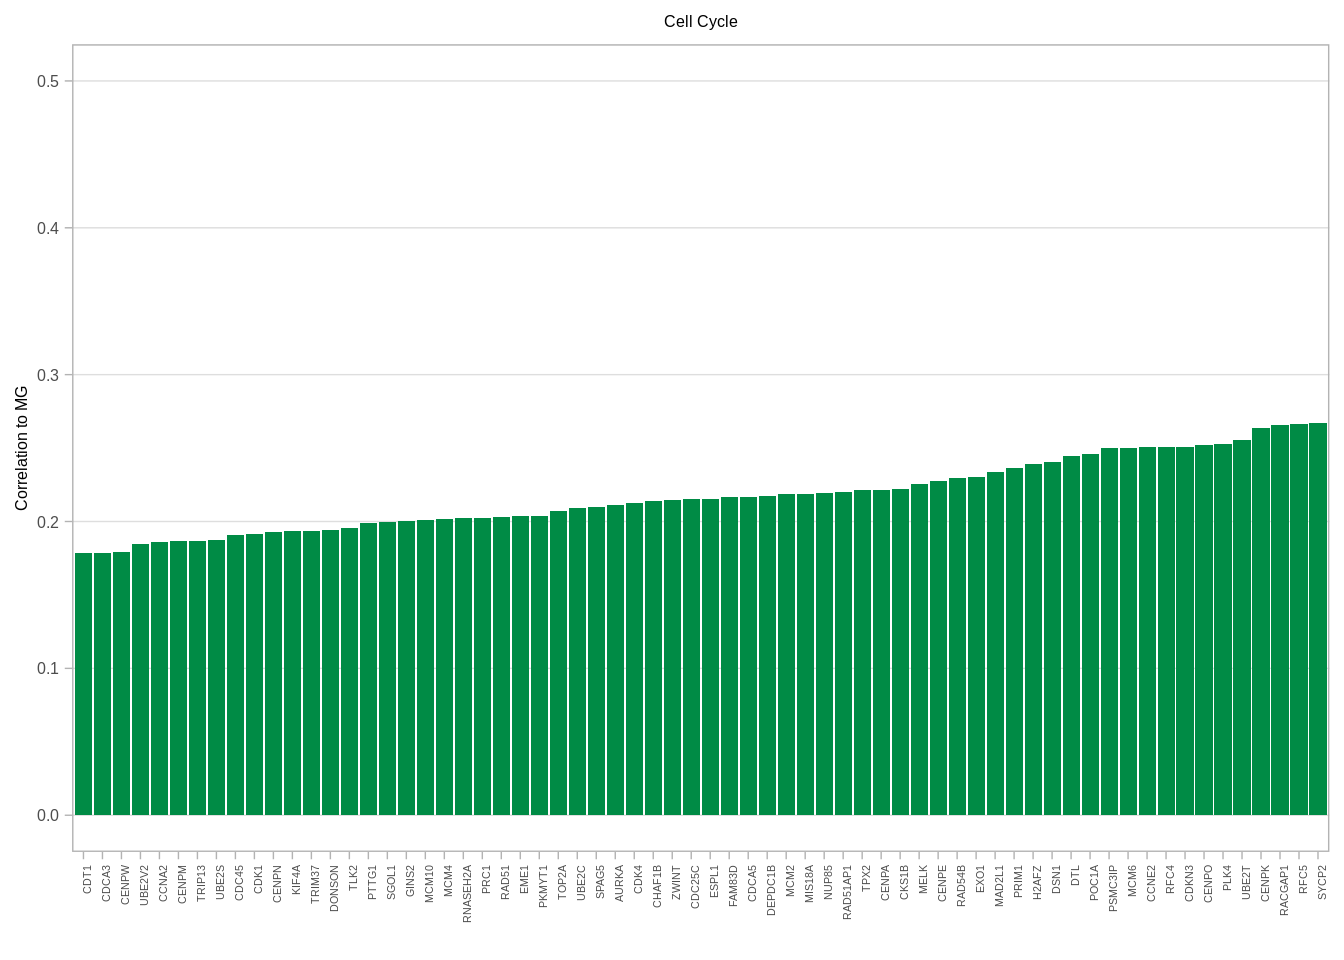 Cell Cycle
0.5
0.4
0.3
0.2
0.1
0.0
Correlation to MG
CDT1
CDCA3
CENPW
UBE2V2
CCNA2
CENPM
TRIP13
UBE2S
CDC45
CDK1
CENPN
KIF4A
TRIM37
DONSON
TLK2
PTTG1
SGOL1
GINS2
MCM10
MCM4
RNASEH2A
PRC1
RAD51
EME1
PKMYT1
TOP2A
UBE2C
SPAG5
AURKA
CDK4
CHAF1B
ZWINT
CDC25C
ESPL1
FAM83D
CDCA5
DEPDC1B
MCM2
MIS18A
NUP85
RAD51AP1
TPX2
CENPA
CKS1B
MELK
CENPE
RAD54B
EXO1
MAD2L1
PRIM1
H2AFZ
DSN1
DTL
POC1A
PSMC3IP
MCM6
CCNE2
RFC4
CDKN3
CENPO
PLK4
UBE2T
CENPK
RACGAP1
RFC5
SYCP2